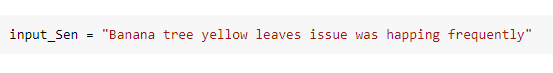 input_Sen = "Banana tree yellow leaves issue was happing frequently"